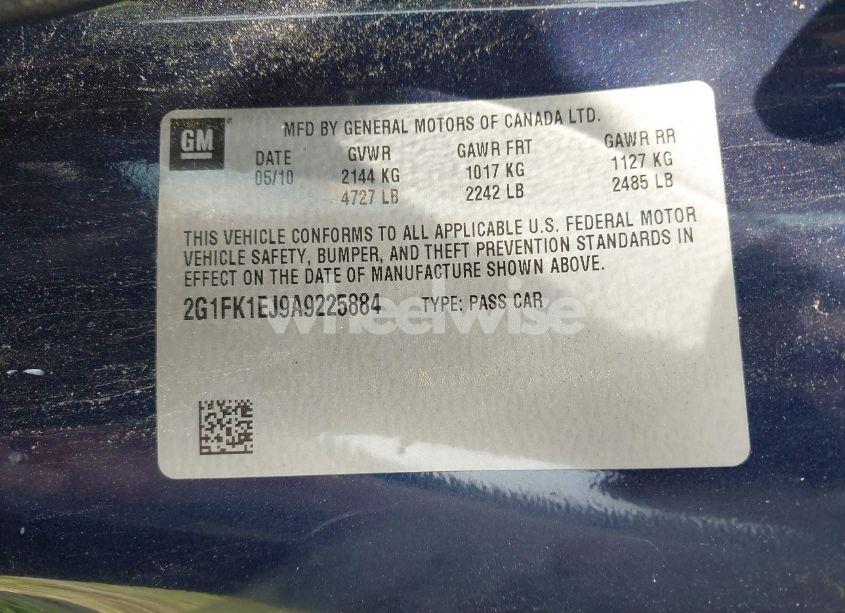 GM
MFD BY GENERAL MOTORS OF CANADA LTD.
DATE GVWR GAWR FRT GAWR RR
05/10 2144 KG 1017 KG 1127 KG
4727 LB 2242 LB 2485 LB
THIS VEHICLE CONFORMS TO ALL APPLICABLE U.S. FEDERAL MOTOR
VEHICLE SAFETY, BUMPER, AND THEFT PREVENTION STANDARDS IN
EFFECT ON THE DATE OF MANUFACTURE SHOWN ABOVE.
2G1FK1EJ9A9225884 TYPE: PASS CAR
wheelwise